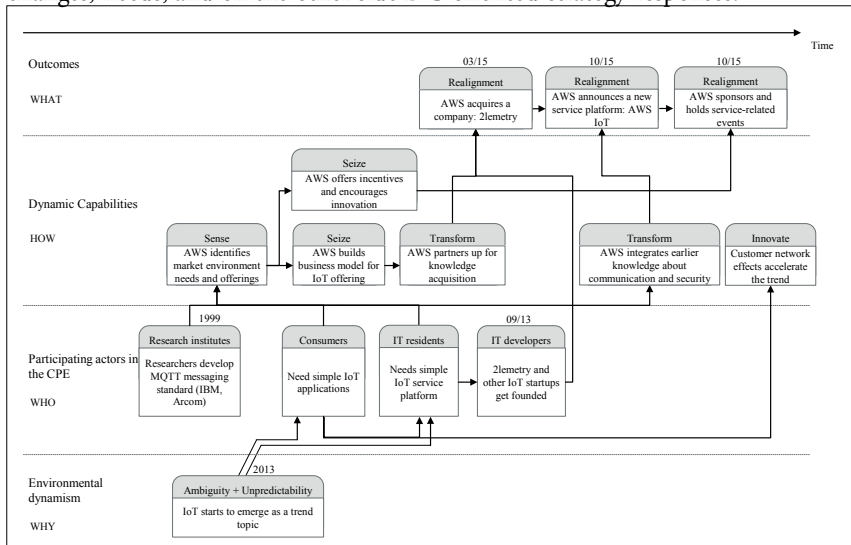 needs, and strategy responses.
Time
Outcomes
WHAT
03/15
Realignment
AWS acquires a
company: 2lemetry
10/15
Realignment
AWS announces a new
service platform: AWS
IoT
10/15
Realignment
AWS sponsors and
holds service-related
events
Dynamic Capabilities
HOW
Seize
AWS offers incentives
and encourages
innovation
Sense
AWS identifies
market environment
needs and offerings
Seize
AWS builds
business model for
IoT offering
Transform
AWS partners up for
knowledge
acquisition
Transform
AWS integrates earlier
knowledge about
communication and security
Innovate
Customer network
effects accelerate
the trend
Participating actors in
the CPE
WHO
1999
Research institutes
Researchers develop
MQTT messaging
standard (IBM,
Arcom)
Consumers
Need simple IoT
applications
IT residents
Needs simple
IoT service
platform
09/13
IT developers
2lemetry and
other IoT startups
get founded
Environmental
dynamism
WHY
2013
Ambiguity + Unpredictability
IoT starts to emerge as a trend
topic